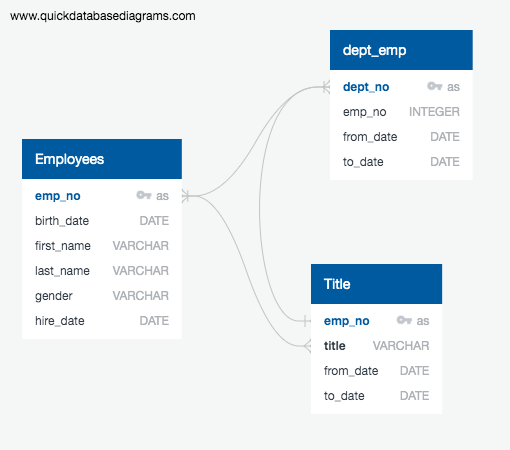 www.quickdatabasediagrams.com
dept_emp
dept_no as
emp_no INTEGER
from_date DATE
to_date DATE
Employees
emp_no as
birth_date DATE
first_name VARCHAR
last_name VARCHAR
gender VARCHAR
hire_date DATE
Title
emp_no as
title VARCHAR
from_date DATE
to_date DATE